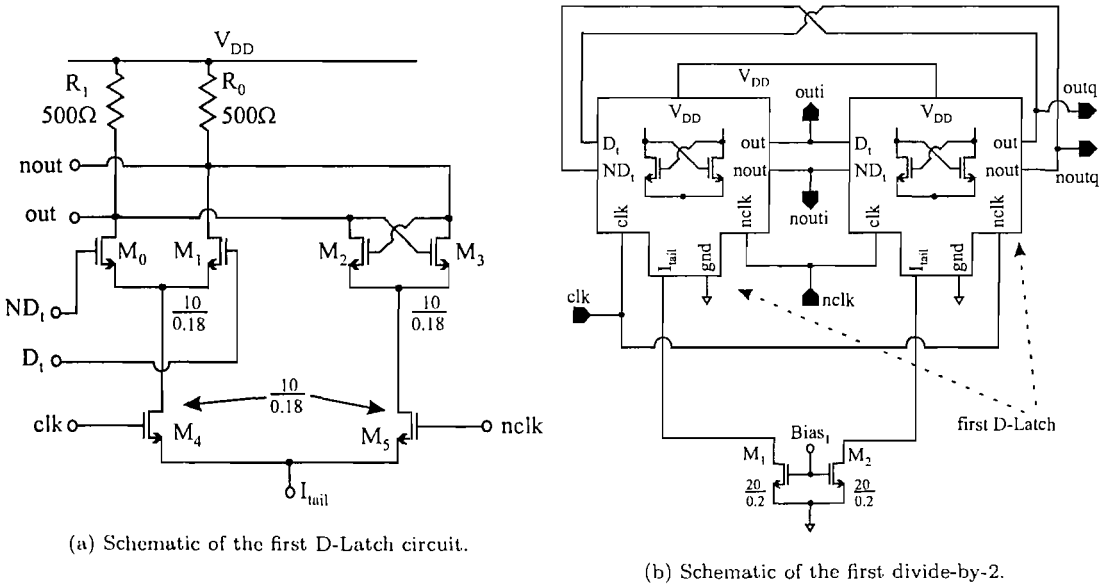 V_DD
R_1
500Ω
R_0
500Ω
nout
out
M_0
M_1
M_2
M_3
ND_t
10/0.18
10/0.18
D_t
10/0.18
clk
M_4
M_5
nclk
I_tail
(a) Schematic of the first D-Latch circuit.
V_DD
outi
outq
V_DD
V_DD
D_t
out
D_t
out
ND_t
nout
ND_t
nout
noutq
clk
nclk
nouti
clk
nclk
I_tail
gnd
I_tail
gnd
clk
nclk
first D-Latch
Bias_1
M_1
M_2
20/0.2
20/0.2
(b) Schematic of the first divide-by-2.